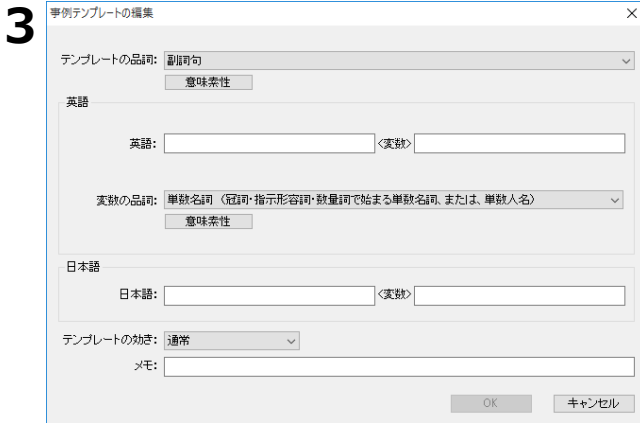 3
事例テンプレートの編集
テンプレートの品詞: 副詞句
意味素性
英語
英語: <変数>
変数の品詞: 単数名詞 (冠詞・指示形容詞・数量詞で始まる単数名詞、または、単数人名)
意味素性
日本語
日本語: <変数>
テンプレートの効き: 通常
メモ:
OK キャンセル